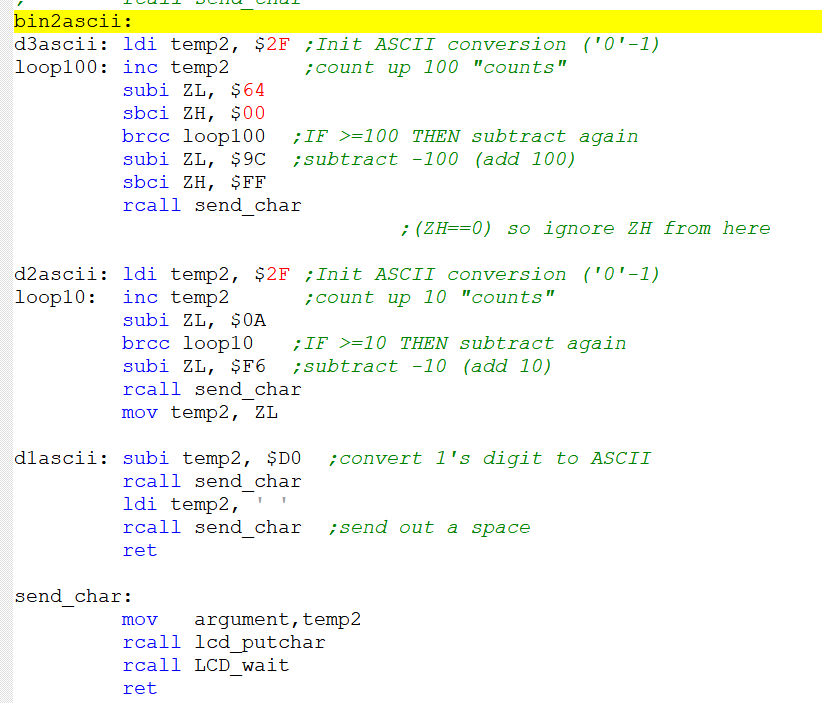 ; rcall send_char
bin2ascii:
d3ascii: ldi temp2, $2F ;Init ASCII conversion ('0'-1)
loop100: inc temp2 ;count up 100 "counts"
subi ZL, $64
sbci ZH, $00
brcc loop100 ;IF >=100 THEN subtract again
subi ZL, $9C ;subtract -100 (add 100)
sbci ZH, $FF
rcall send_char
;(ZH==0) so ignore ZH from here
d2ascii: ldi temp2, $2F ;Init ASCII conversion ('0'-1)
loop10: inc temp2 ;count up 10 "counts"
subi ZL, $0A
brcc loop10 ;IF >=10 THEN subtract again
subi ZL, $F6 ;subtract -10 (add 10)
rcall send_char
mov temp2, ZL
d1ascii: subi temp2, $D0 ;convert 1's digit to ASCII
rcall send_char
ldi temp2, ' '
rcall send_char ;send out a space
ret
send_char:
mov argument,temp2
rcall lcd_putchar
rcall LCD_wait
ret